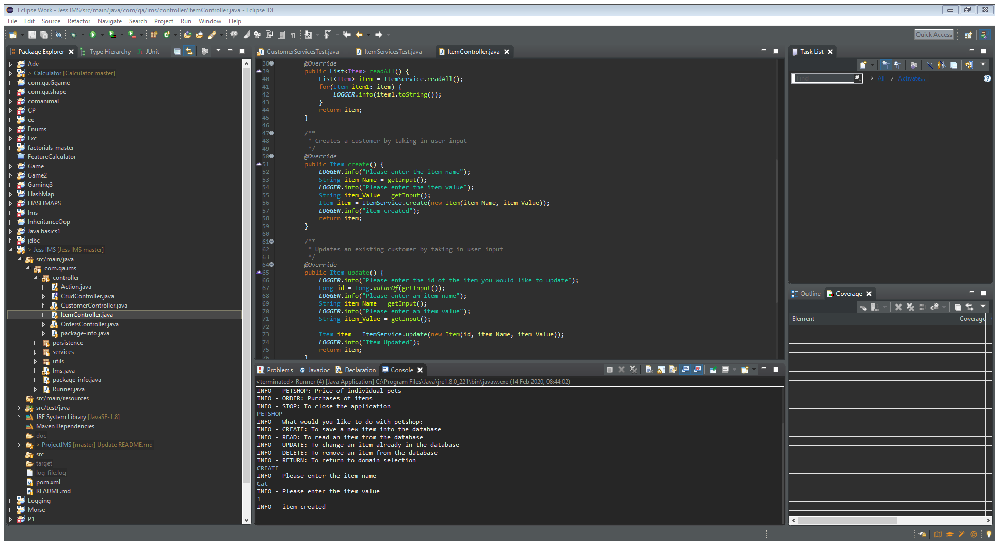 Eclipse Work - Jess IMS/src/main/java/com/qa/ims/controller/ItemController.java - Eclipse IDE
File Edit Source Refactor Navigate Search Project Run Window Help
Quick Access
Package Explorer Type Hierarchy JUnit
Adv
> Calculator [Calculator master]
com.qa.Ggame
com.qa.shape
comanimal
CP
ee
Enums
Exc
factorials-master
FeatureCalculator
Game
Game2
Gaming3
HashMap
HASHMAPS
Ims
InheritanceOop
Java basics1
jdbc
> Jess IMS [Jess IMS master]
src/main/java
com.qa.ims
controller
Action.java
CrudController.java
CustomerController.java
ItemController.java
OrdersController.java
package-info.java
persistence
services
utils
Ims.java
package-info.java
Runner.java
src/main/resources
src/test/java
JRE System Library [JavaSE-1.8]
Maven Dependencies
doc
> ProjectIMS [master] Update README.md
src
target
log-file.log
pom.xml
README.md
Logging
Morse
P1
CustomerServicesTest.java ItemServicesTest.java ItemController.java
38 @Override
39 public List<Item> readAll() {
40 List<Item> item = ItemService.readAll();
41 for(Item item1: item) {
42 LOGGER.info(item1.toString());
43 }
44 return item;
45 }
46
47 /**
48 * Creates a customer by taking in user input
49 */
50 @Override
51 public Item create() {
52 LOGGER.info("Please enter the item name");
53 String item_Name = getInput();
54 LOGGER.info("Please enter the item value");
55 String item_Value = getInput();
56 Item item = ItemService.create(new Item(item_Name, item_Value));
57 LOGGER.info("item created");
58 return item;
59 }
60
61 /**
62 * Updates an existing customer by taking in user input
63 */
64 @Override
65 public Item update() {
66 LOGGER.info("Please enter the id of the item you would like to update");
67 Long id = Long.valueOf(getInput());
68 LOGGER.info("Please enter an item name");
69 String item_Name = getInput();
70 LOGGER.info("Please enter an item value");
71 String item_Value = getInput();
72
73 Item item = ItemService.update(new Item(id, item_Name, item_Value));
74 LOGGER.info("Item Updated");
75 return item;
76 }
Problems @ Javadoc Declaration Console
<terminated> Runner (4) [Java Application] C:\Program Files\Java\jre1.8.0_221\bin\javaw.exe (14 Feb 2020, 08:44:02)
INFO - PETSHOP: Price of individual pets
INFO - ORDER: Purchases of items
INFO - STOP: To close the application
PETSHOP
INFO - What would you like to do with petshop:
INFO - CREATE: To save a new item into the database
INFO - READ: To read an item from the database
INFO - UPDATE: To change an item already in the database
INFO - DELETE: To remove an item from the database
INFO - RETURN: To return to domain selection
CREATE
INFO - Please enter the item name
Cat
INFO - Please enter the item value
1
INFO - item created
Task List
Find All Activate...
Outline Coverage
Element Coverage